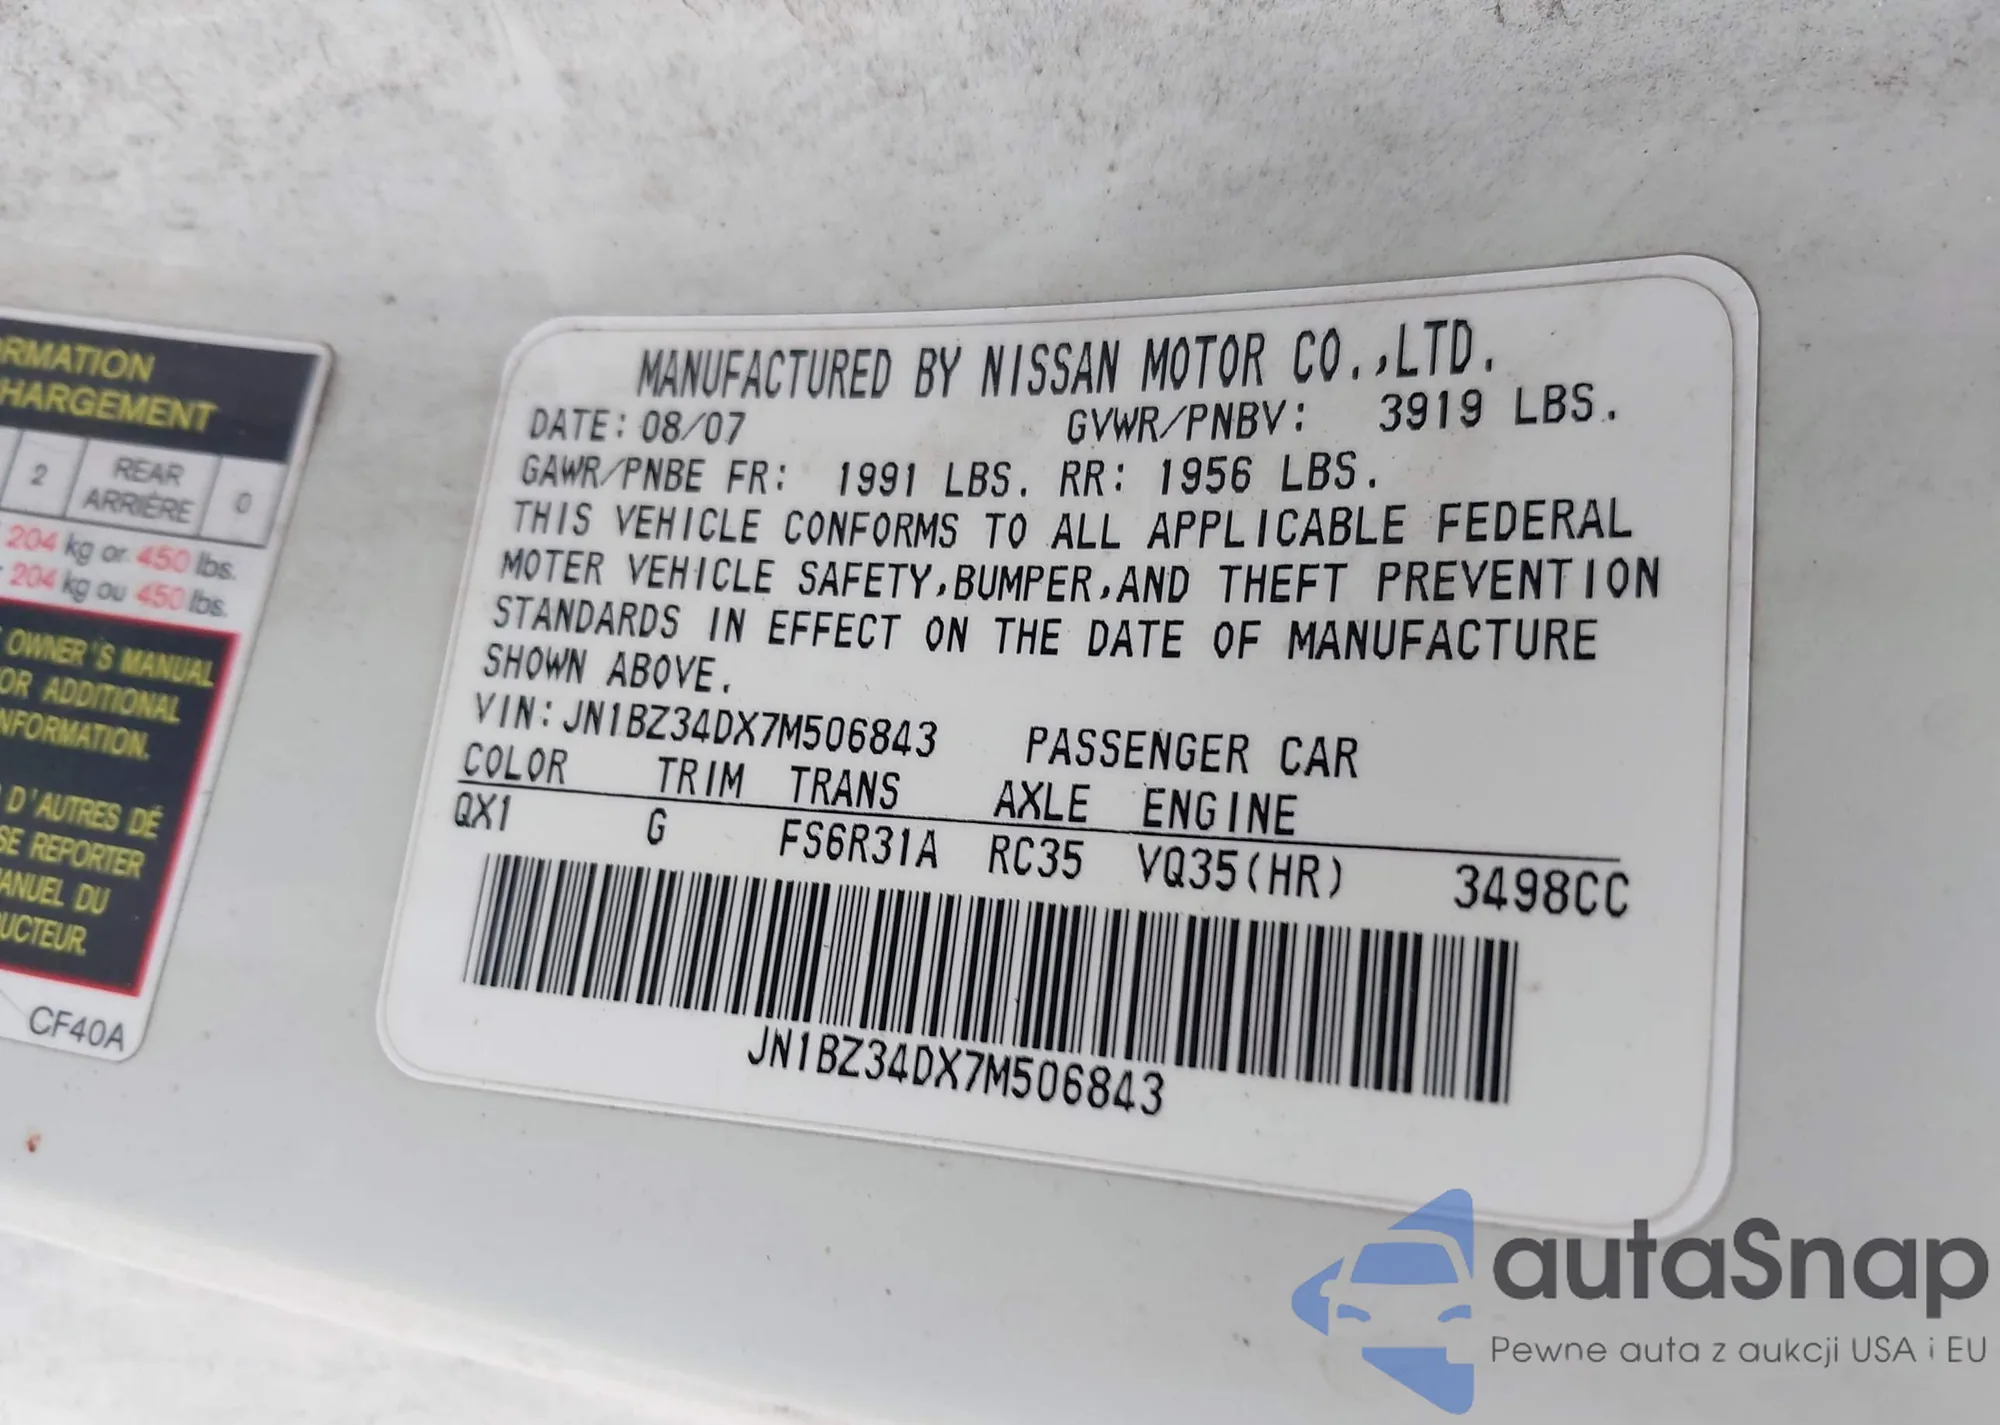 RMATION
HARGEMENT
2 REAR ARRIÈRE 0
204 kg or 450 lbs.
204 kg ou 450 lbs.
OWNER'S MANUAL
OR ADDITIONAL
NFORMATION.
D'AUTRES DÉ
SE REPORTER
ANUEL DU
UCTEUR.
CF40A
MANUFACTURED BY NISSAN MOTOR CO.,LTD.
DATE: 08/07 GVWR/PNBV: 3919 LBS.
GAWR/PNBE FR: 1991 LBS. RR: 1956 LBS.
THIS VEHICLE CONFORMS TO ALL APPLICABLE FEDERAL
MOTER VEHICLE SAFETY,BUMPER,AND THEFT PREVENTION
STANDARDS IN EFFECT ON THE DATE OF MANUFACTURE
SHOWN ABOVE.
VIN: JN1BZ34DX7M506843 PASSENGER CAR
COLOR TRIM TRANS AXLE ENGINE
QX1 G FS6R31A RC35 VQ35(HR) 3498CC
JN1BZ34DX7M506843
autaSnap
Pewne auta z aukcji USA i EU